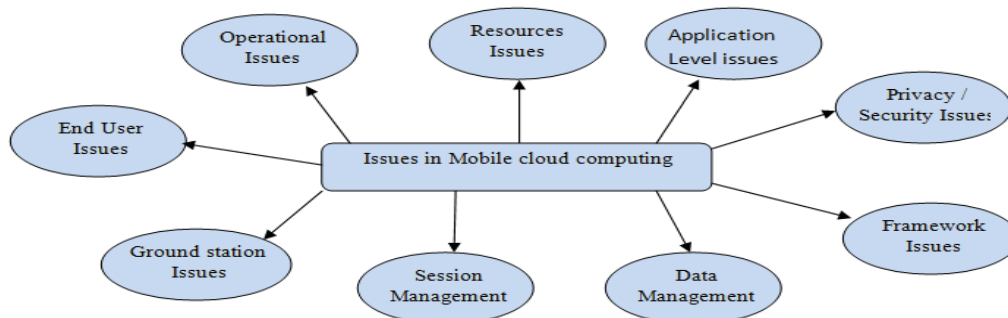 Operational
Issues
Resources
Issues
Application
Level issues
Privacy /
Security Issues
End User
Issues
Issues in Mobile cloud computing
Ground station
Issues
Session
Management
Data
Management
Framework
Issues